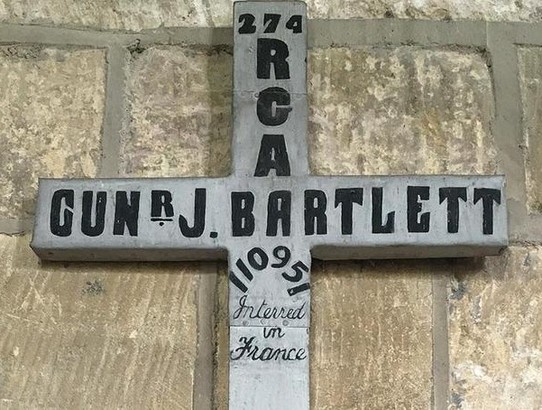 274
R
G
A
GUNR J. BARTLETT
110951
Interred
in
France